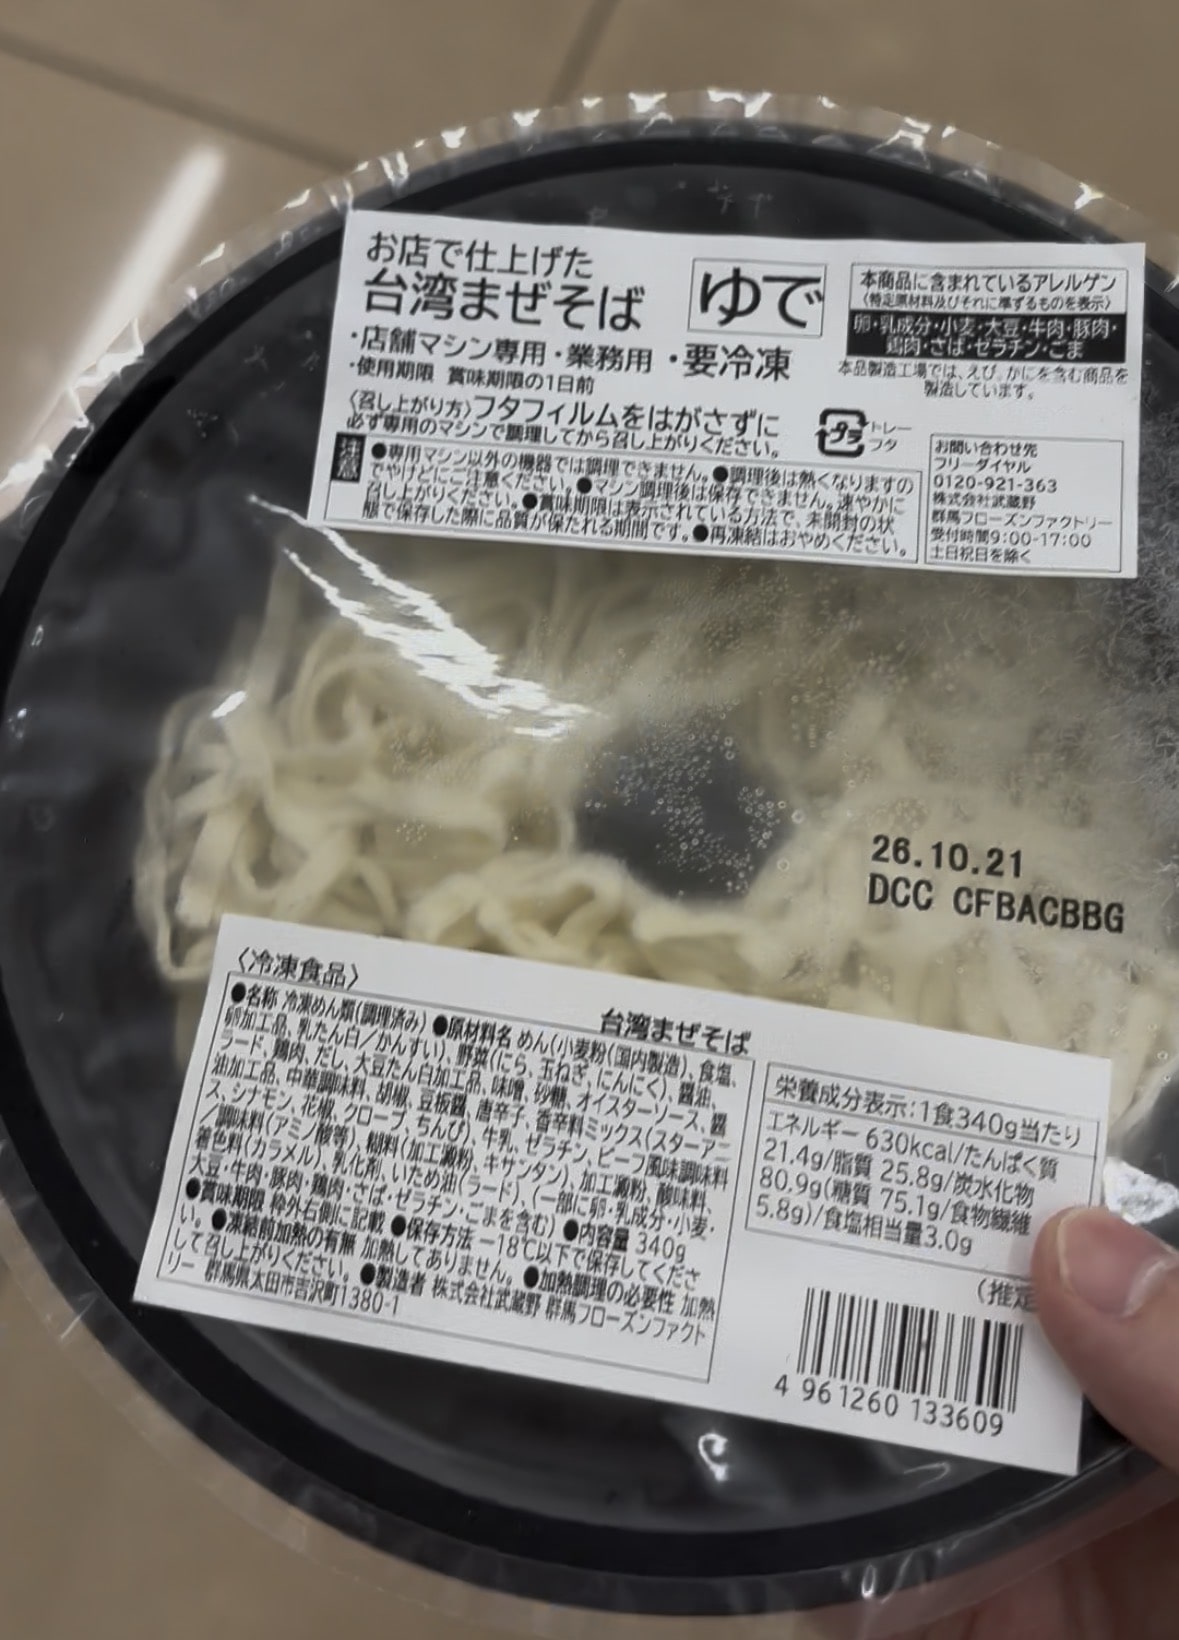 お店で仕上げた
台湾まぜそば
ゆで
・店舗マシン専用・業務用・要冷凍
・使用期限 賞味期限の1日前
〈召し上がり方〉フタフィルムをはがさずに
必ず専用のマシンで調理してから召し上がりください。
注意
●専用マシン以外の機器では調理できません。●調理後は熱くなりますの
でやけどにご注意ください。●マシン調理後は保存できません。速やかに
召し上がりください。●賞味期限は表示されている方法で、未開封の状
態で保存した際に品質が保たれる期間です。●再凍結はおやめください。
本商品に含まれているアレルゲン
(特定原材料及びそれに準ずるものを表示)
卵・乳成分・小麦・大豆・牛肉・豚肉・
鶏肉・さば・ゼラチン・ごま
本品製造工場では、えび、かにを含む商品を
製造しています。
プラ
トレー
フタ
お問い合わせ先
フリーダイヤル
0120-921-363
株式会社武蔵野
群馬フローズンファクトリー
受付時間9:00-17:00
土日祝日を除く
26.10.21
DCC CFBACBBG
〈冷凍食品〉
台湾まぜそば
●名称 冷凍めん類(調理済み) ●原材料名 めん(小麦粉(国内製造)、食塩、
卵加工品、乳たん白/かんすい)、野菜(にら、玉ねぎ、にんにく)、醤油、
ラード、鶏肉、だし、大豆たん白加工品、味噌、砂糖、オイスターソース、醤
油加工品、中華調味料、胡椒、豆板醤、唐辛子、香辛料ミックス(スターアニ
ス、シナモン、花椒、クローブ、ちんぴ)、牛乳、ゼラチン、ビーフ風味調味料
/調味料(アミノ酸等)、糊料(加工澱粉、キサンタン)、加工澱粉、酸味料、
着色料(カラメル)、乳化剤、いため油(ラード)、(一部に卵・乳成分・小麦・
大豆・牛肉・豚肉・鶏肉・さば・ゼラチン・ごまを含む) ●内容量 340g
●賞味期限 枠外右側に記載 ●保存方法 −18℃以下で保存してくださ
い。●凍結前加熱の有無 加熱してありません。●加熱調理の必要性 加熱
して召し上がりください。●製造者 株式会社武蔵野 群馬フローズンファクト
リー 群馬県太田市吉沢町1380-1
栄養成分表示:1食340g当たり
エネルギー 630kcal/たんぱく質
21.4g/脂質 25.8g/炭水化物
80.9g(糖質 75.1g/食物繊維
5.8g)/食塩相当量3.0g
(推定
4 961260 133609